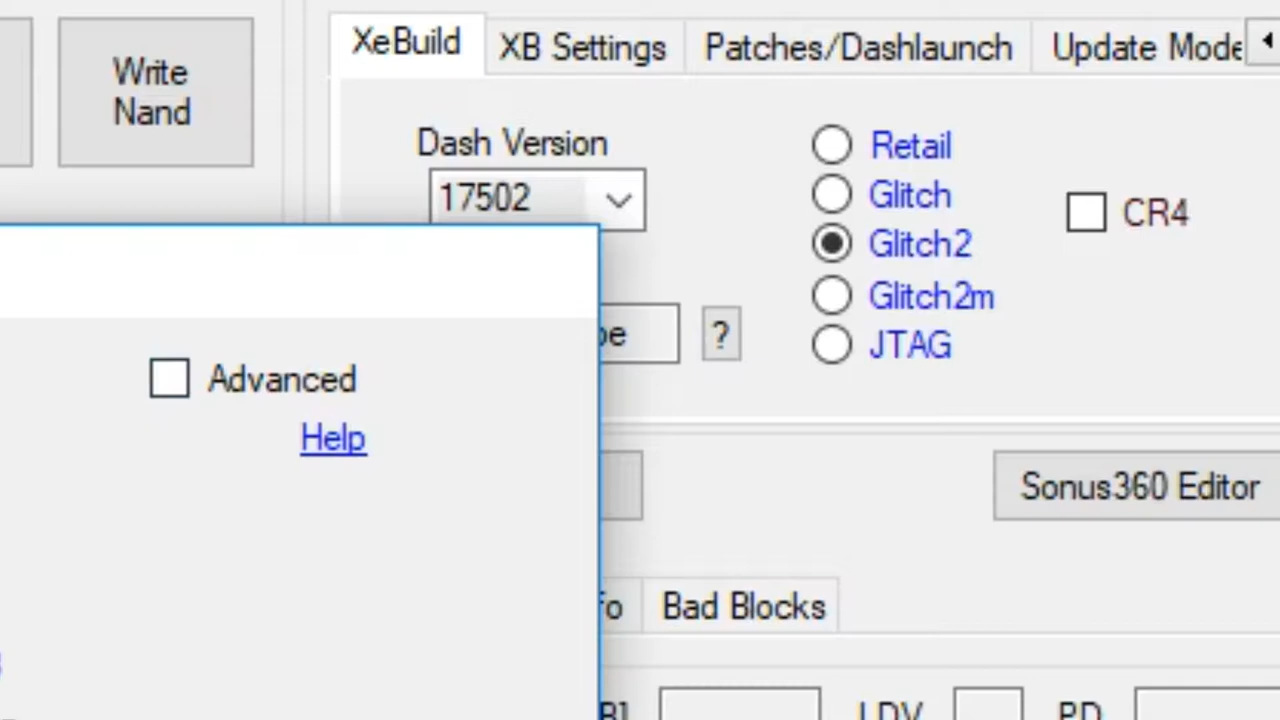 Write
Nand
XeBuild
XB Settings
Patches/Dashlaunch
Update Mode
Dash Version
17502
?
Retail
Glitch
Glitch2
Glitch2m
JTAG
CR4
Advanced
Help
Sonus360 Editor
Bad Blocks
LDV
PD